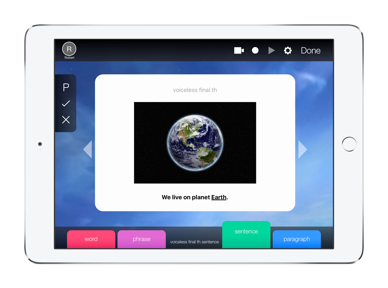 R
Robert
Done
P
voiceless final th
We live on planet Earth.
word
phrase
voiceless final th sentence
sentence
paragraph